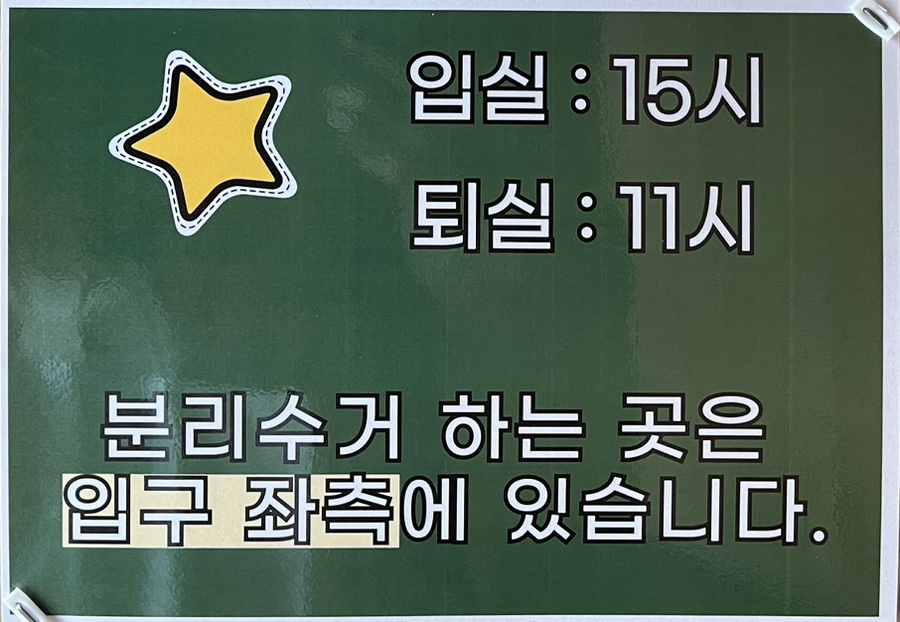 입실 : 15시
퇴실 : 11시
분리수거 하는 곳은
입구 좌측에 있습니다.